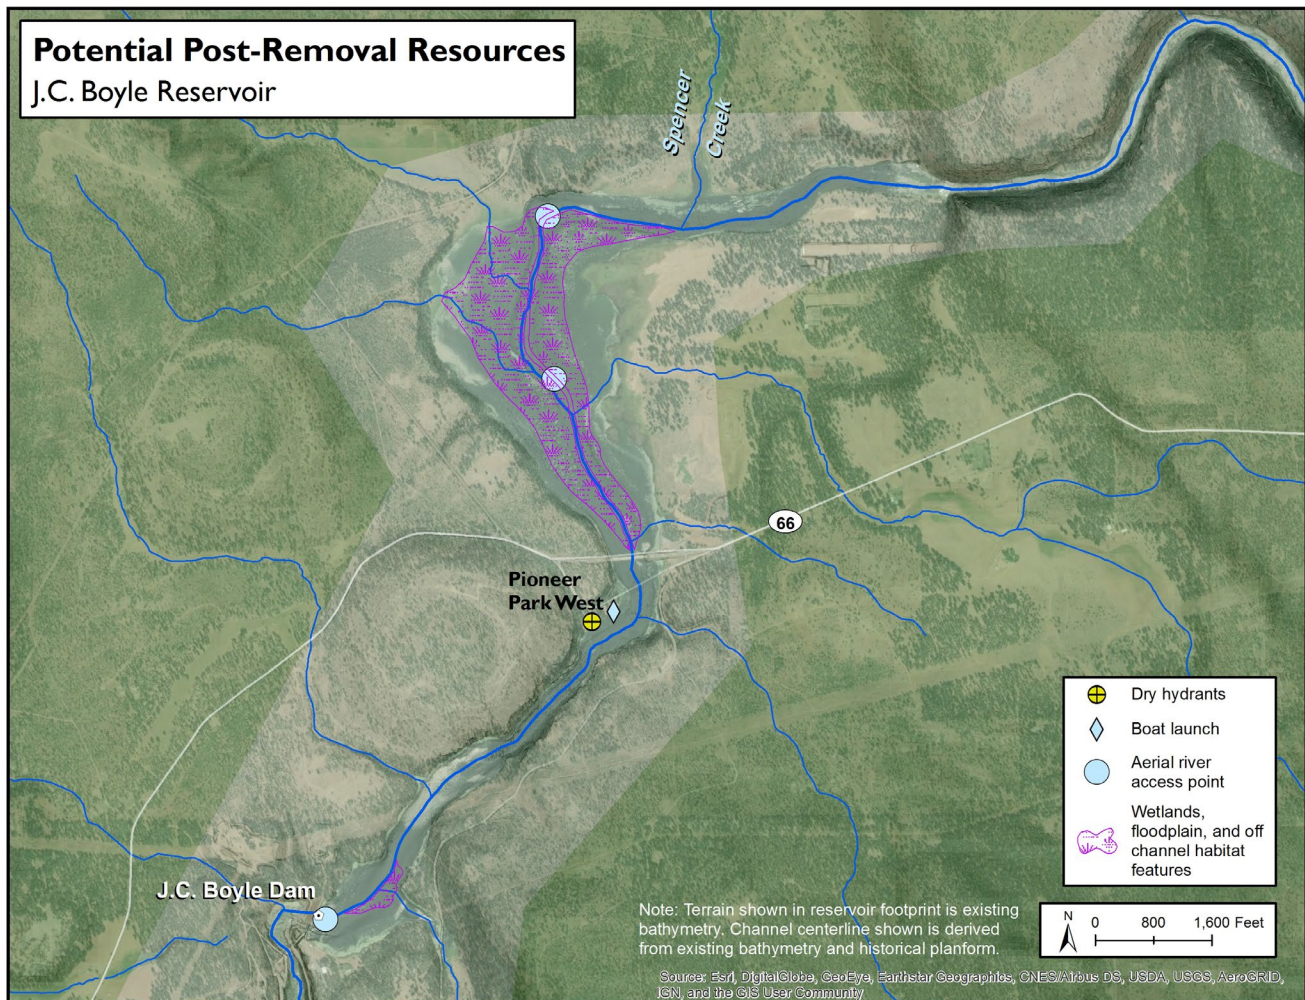 Potential Post-Removal Resources
J.C. Boyle Reservoir
Spencer
Creek
66
Pioneer
Park West
Dry hydrants
Boat launch
Aerial river
access point
Wetlands,
floodplain, and off
channel habitat
features
J.C. Boyle Dam
Note: Terrain shown in reservoir footprint is existing
bathymetry. Channel centerline shown is derived
from existing bathymetry and historical planform.
N
0 800 1,600 Feet
Source: Esri, DigitalGlobe, GeoEye, Earthstar Geographics, CNES/Airbus DS, USDA, USGS, AeroGRID,
IGN, and the GIS User Community